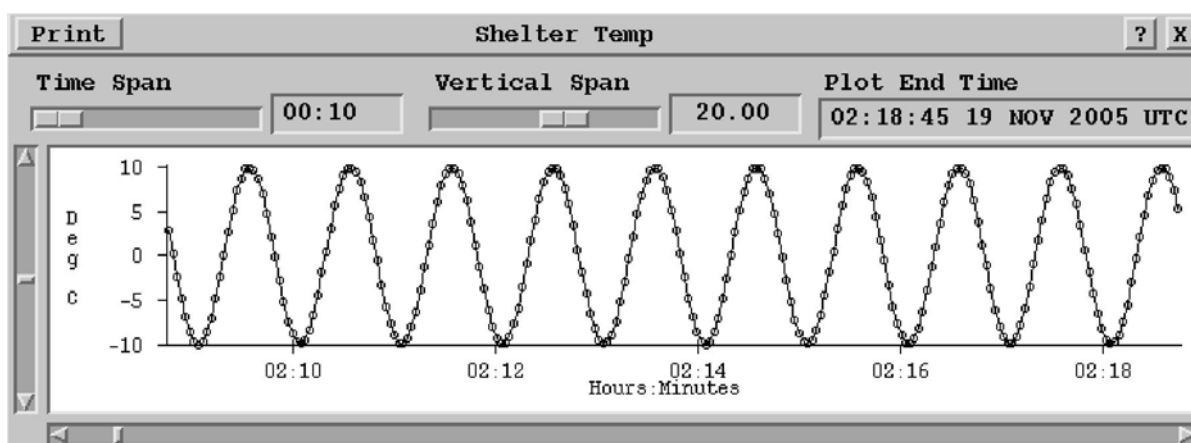 Print Shelter Temp ? X
Time Span Vertical Span Plot End Time
00:10 20.00 02:18:45 19 NOV 2005 UTC
10
5
0
-5
-10
Deg C
02:10 02:12 02:14 02:16 02:18
Hours:Minutes